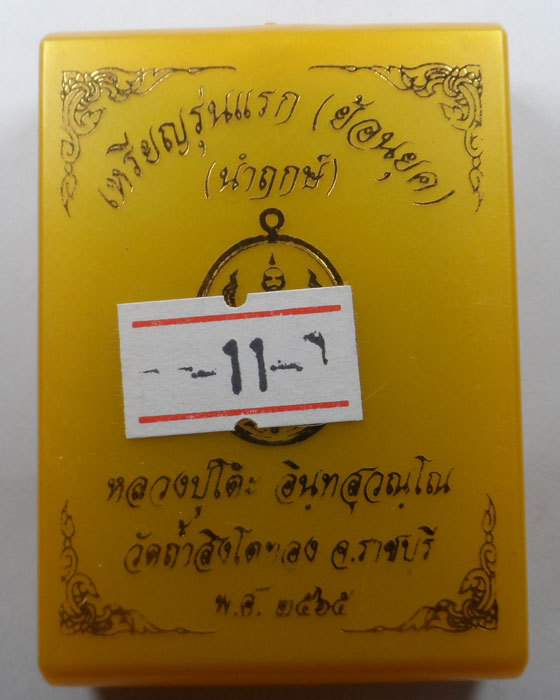 เหรียญรุ่นแรก (ย้อนยุค)
(นำฤกษ์)
--11-
หลวงปู่โต๊ะ อินฺทสุวณฺโณ
วัดถ้ำสิงโตทอง จ.ราชบุรี
พ.ศ. ๒๕๖๕